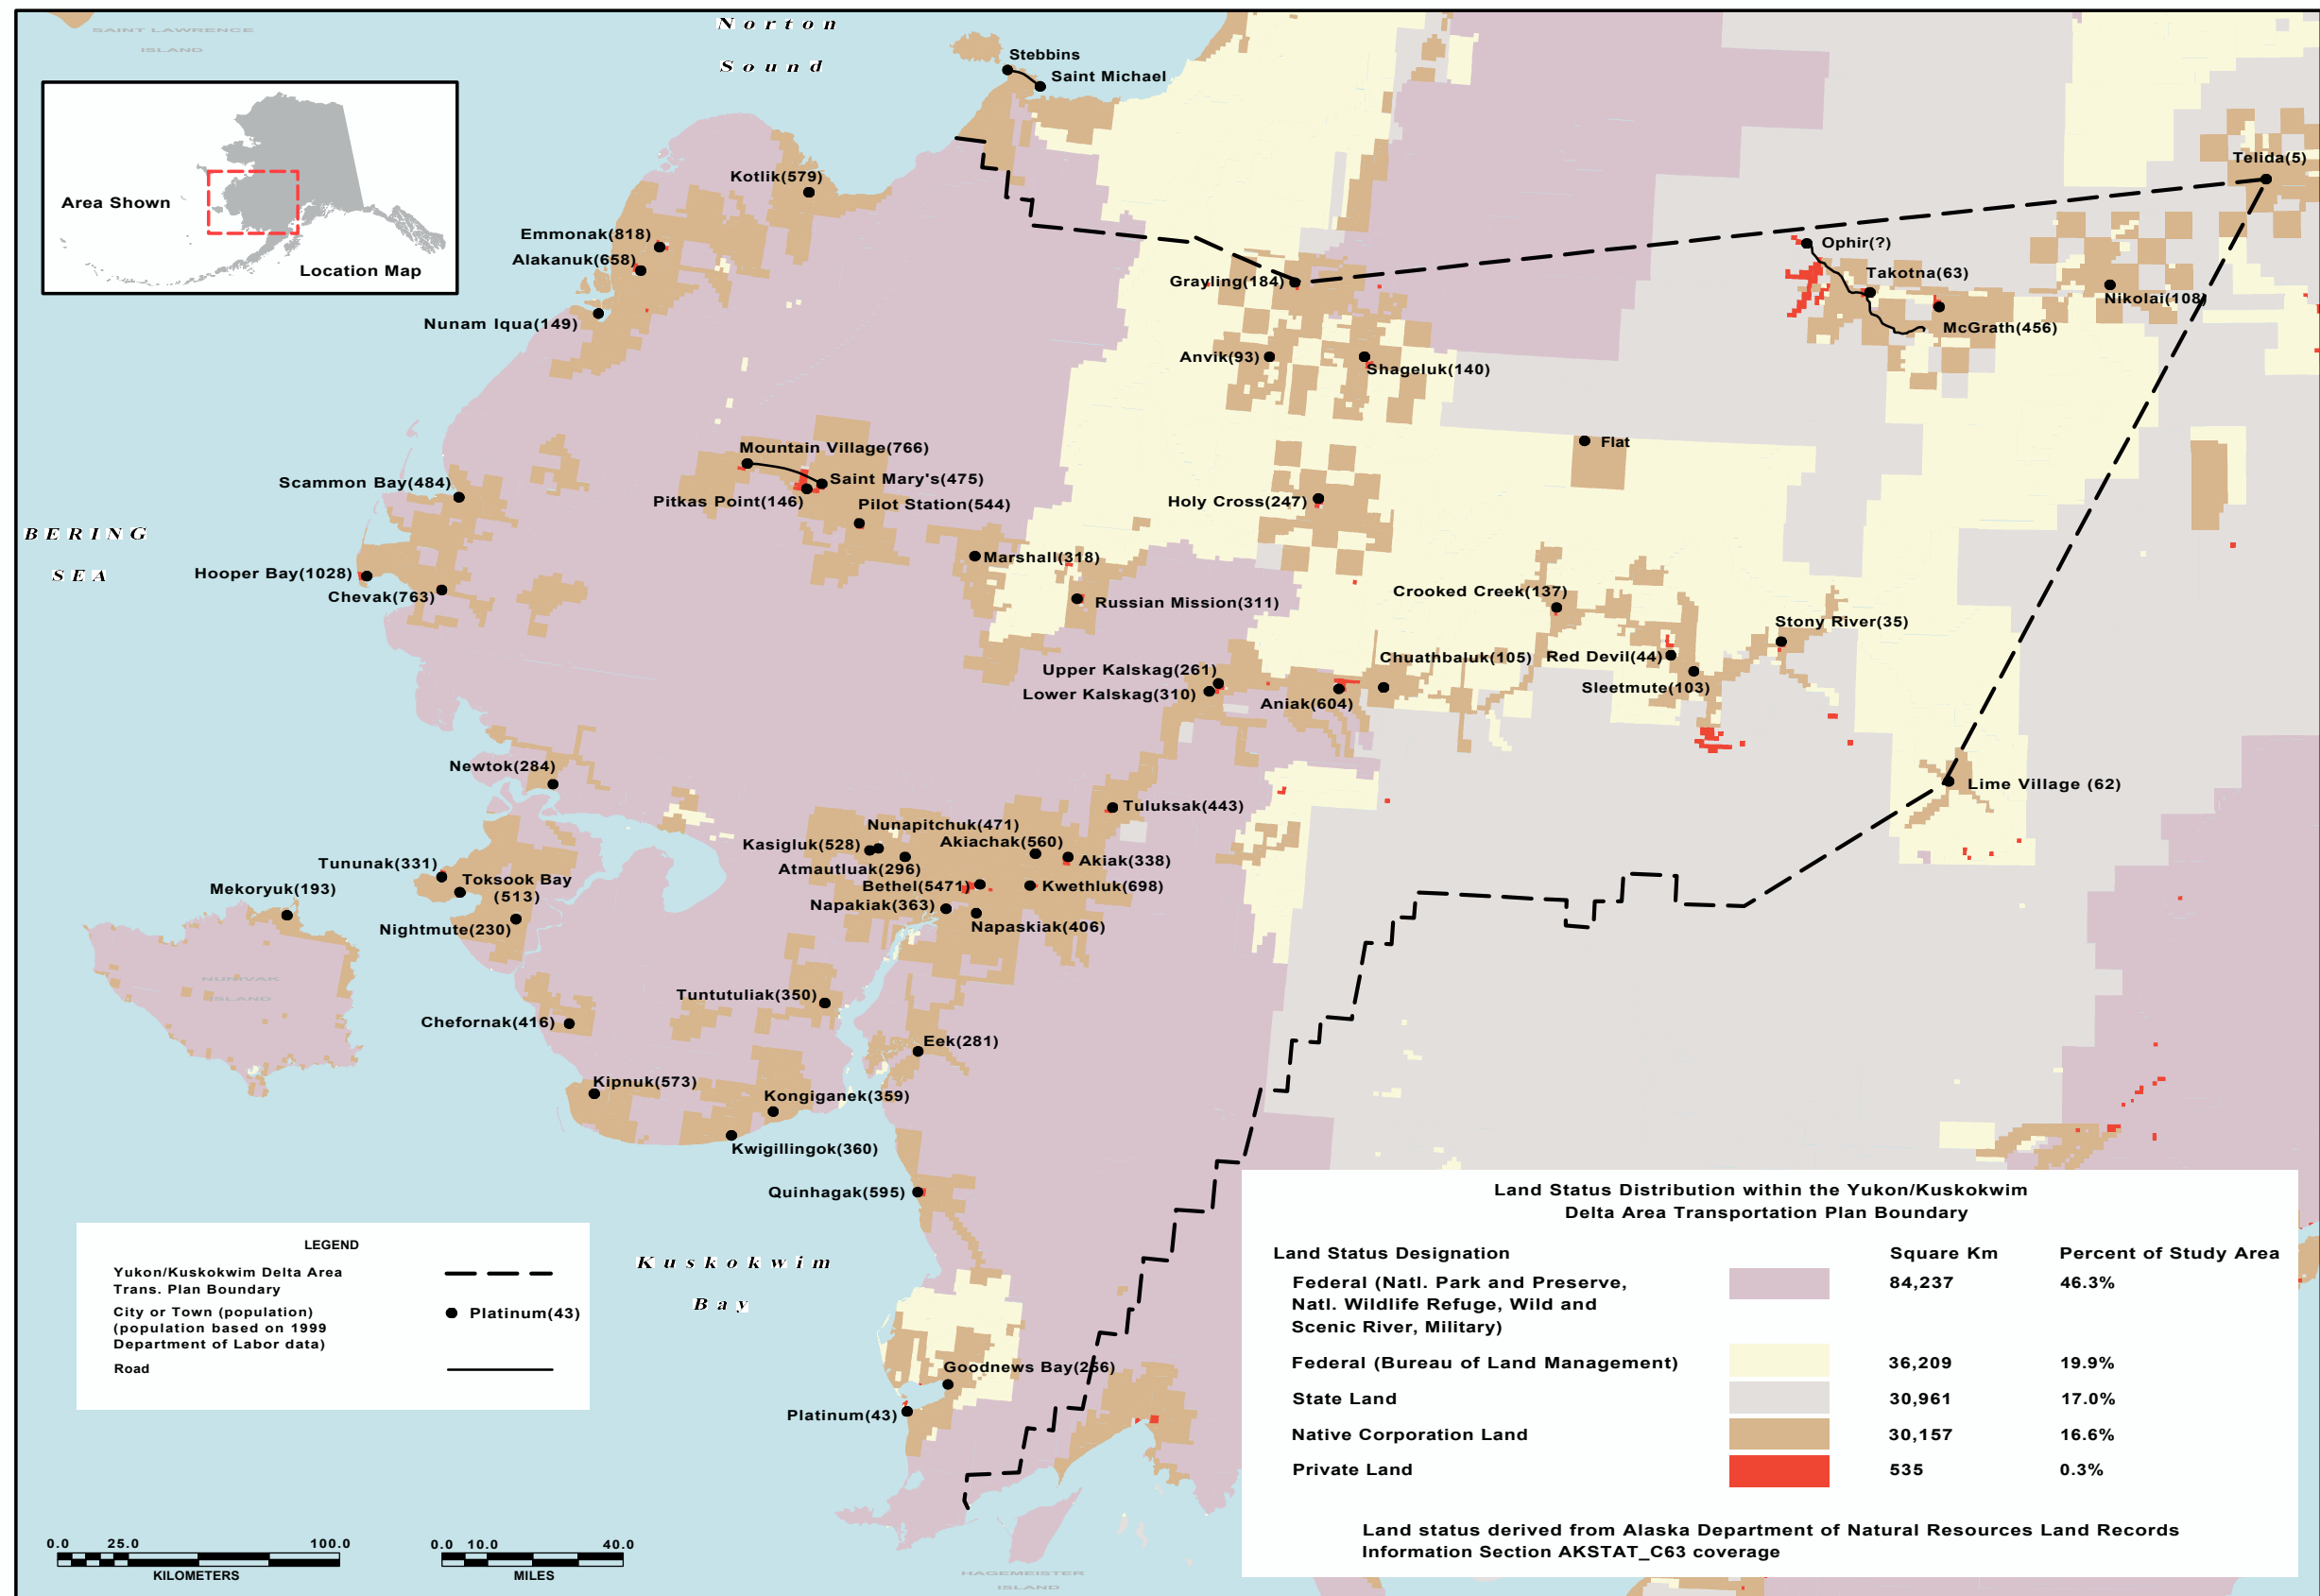 SAINT LAWRENCE
ISLAND
Norton
Sound
Stebbins
Saint Michael
Area Shown
Location Map
Telida(5)
Kotlik(579)
Emmonak(818)
Alakanuk(658)
Nunam Iqua(149)
Grayling(184)
Ophir(?)
Takotna(63)
Nikolai(108)
McGrath(456)
Anvik(93)
Shageluk(140)
Mountain Village(766)
Flat
Scammon Bay(484)
Saint Mary's(475)
Pitkas Point(146)
Pilot Station(544)
Holy Cross(247)
BERING
SEA
Marshall(318)
Hooper Bay(1028)
Chevak(763)
Russian Mission(311)
Crooked Creek(137)
Stony River(35)
Upper Kalskag(261)
Chuathbaluk(105)
Red Devil(44)
Lower Kalskag(310)
Aniak(604)
Sleetmute(103)
Newtok(284)
Lime Village (62)
Tuluksak(443)
Nunapitchuk(471)
Kasigluk(528)
Akiachak(560)
Tununak(331)
Atmautluak(296)
Akiak(338)
Mekoryuk(193)
Toksook Bay
(513)
Bethel(5471)
Kwethluk(698)
Napakiak(363)
Nightmute(230)
Napaskiak(406)
NUNIVAK
ISLAND
Tuntutuliak(350)
Chefornak(416)
Eek(281)
Kipnuk(573)
Kongiganek(359)
Kwigillingok(360)
Quinhagak(595)
Kuskokwim
Bay
Goodnews Bay(256)
Platinum(43)
HAGEMEISTER
ISLAND
LEGEND
Yukon/Kuskokwim Delta Area
Trans. Plan Boundary
City or Town (population)
(population based on 1999
Department of Labor data)
Platinum(43)
Road
0.0 25.0 100.0
KILOMETERS
0.0 10.0 40.0
MILES
Land Status Distribution within the Yukon/Kuskokwim
Delta Area Transportation Plan Boundary
Land Status Designation Square Km Percent of Study Area
Federal (Natl. Park and Preserve, 84,237 46.3%
Natl. Wildlife Refuge, Wild and
Scenic River, Military)
Federal (Bureau of Land Management) 36,209 19.9%
State Land 30,961 17.0%
Native Corporation Land 30,157 16.6%
Private Land 535 0.3%
Land status derived from Alaska Department of Natural Resources Land Records
Information Section AKSTAT_C63 coverage